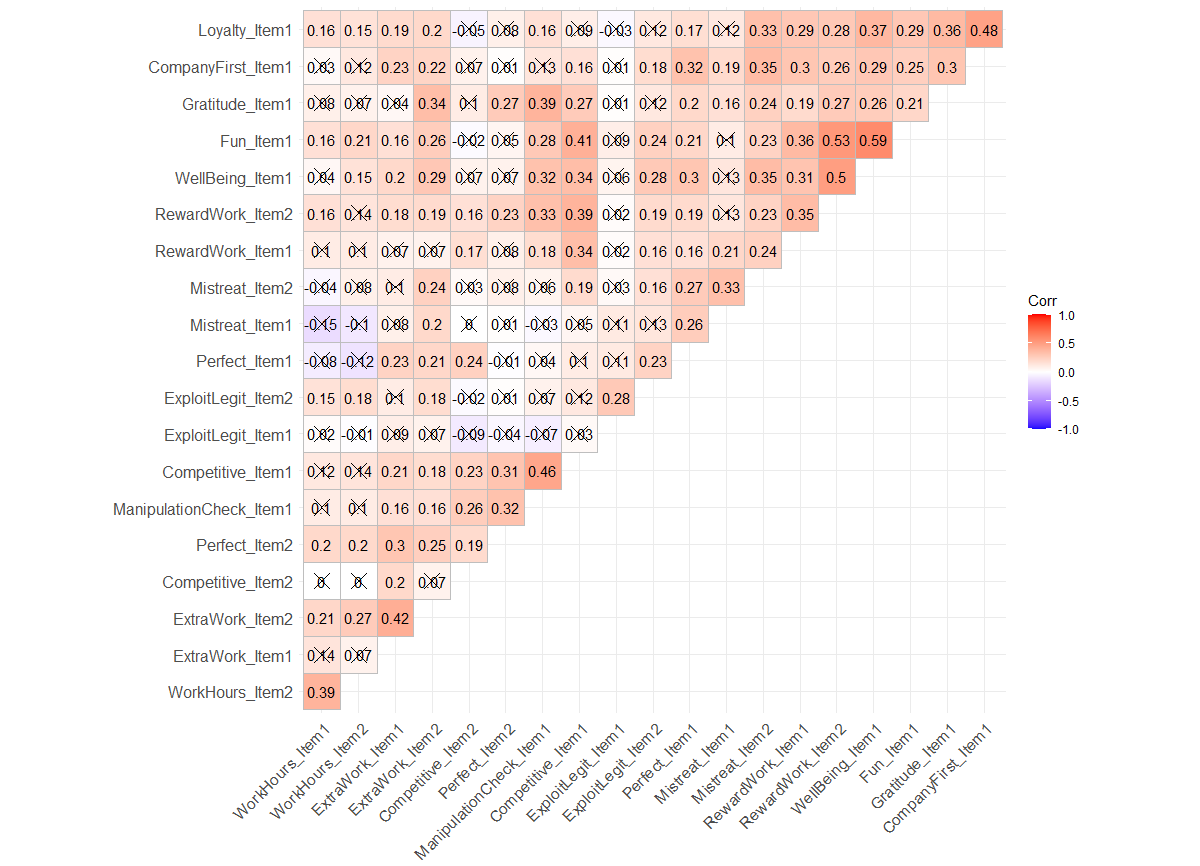 Loyalty_Item1 0.16 0.15 0.19 0.2 -0.05 0.08 0.16 0.09 -0.03 0.12 0.17 0.12 0.33 0.29 0.28 0.37 0.29 0.36 0.48
CompanyFirst_Item1 0.03 0.12 0.23 0.22 0.07 0.01 0.13 0.16 0.01 0.18 0.32 0.19 0.35 0.3 0.26 0.29 0.25 0.3
Gratitude_Item1 0.08 0.07 0.04 0.34 0.1 0.27 0.39 0.27 0.01 0.12 0.2 0.16 0.24 0.19 0.27 0.26 0.21
Fun_Item1 0.16 0.21 0.16 0.26 -0.02 0.05 0.28 0.41 0.09 0.24 0.21 0.1 0.23 0.36 0.53 0.59
WellBeing_Item1 0.04 0.15 0.2 0.29 0.07 0.07 0.32 0.34 0.06 0.28 0.3 0.13 0.35 0.31 0.5
RewardWork_Item2 0.16 0.14 0.18 0.19 0.16 0.23 0.33 0.39 0.02 0.19 0.19 0.13 0.23 0.35
RewardWork_Item1 0.1 0.1 0.07 0.07 0.17 0.08 0.18 0.34 0.02 0.16 0.16 0.21 0.24
Mistreat_Item2 -0.04 0.08 0.1 0.24 0.03 0.08 0.06 0.19 0.03 0.16 0.27 0.33
Mistreat_Item1 -0.15 -0.1 0.08 0.2 0 0.01 -0.03 0.05 0.11 0.13 0.26
Perfect_Item1 -0.08 -0.12 0.23 0.21 0.24 -0.01 0.04 0.1 0.11 0.23
ExploitLegit_Item2 0.15 0.18 0.1 0.18 -0.02 0.01 0.07 0.12 0.28
ExploitLegit_Item1 0.02 -0.01 0.09 0.07 -0.09 -0.04 -0.07 0.03
Competitive_Item1 0.12 0.14 0.21 0.18 0.23 0.31 0.46
ManipulationCheck_Item1 0.1 0.1 0.16 0.16 0.26 0.32
Perfect_Item2 0.2 0.2 0.3 0.25 0.19
Competitive_Item2 0 0 0.2 0.07
ExtraWork_Item2 0.21 0.27 0.42
ExtraWork_Item1 0.14 0.07
WorkHours_Item2 0.39
WorkHours_Item1
WorkHours_Item2
ExtraWork_Item1
ExtraWork_Item2
Competitive_Item2
Perfect_Item2
ManipulationCheck_Item1
Competitive_Item1
ExploitLegit_Item1
ExploitLegit_Item2
Perfect_Item1
Mistreat_Item1
Mistreat_Item2
RewardWork_Item1
RewardWork_Item2
WellBeing_Item1
Fun_Item1
Gratitude_Item1
CompanyFirst_Item1
Corr
1.0
0.5
0.0
-0.5
-1.0